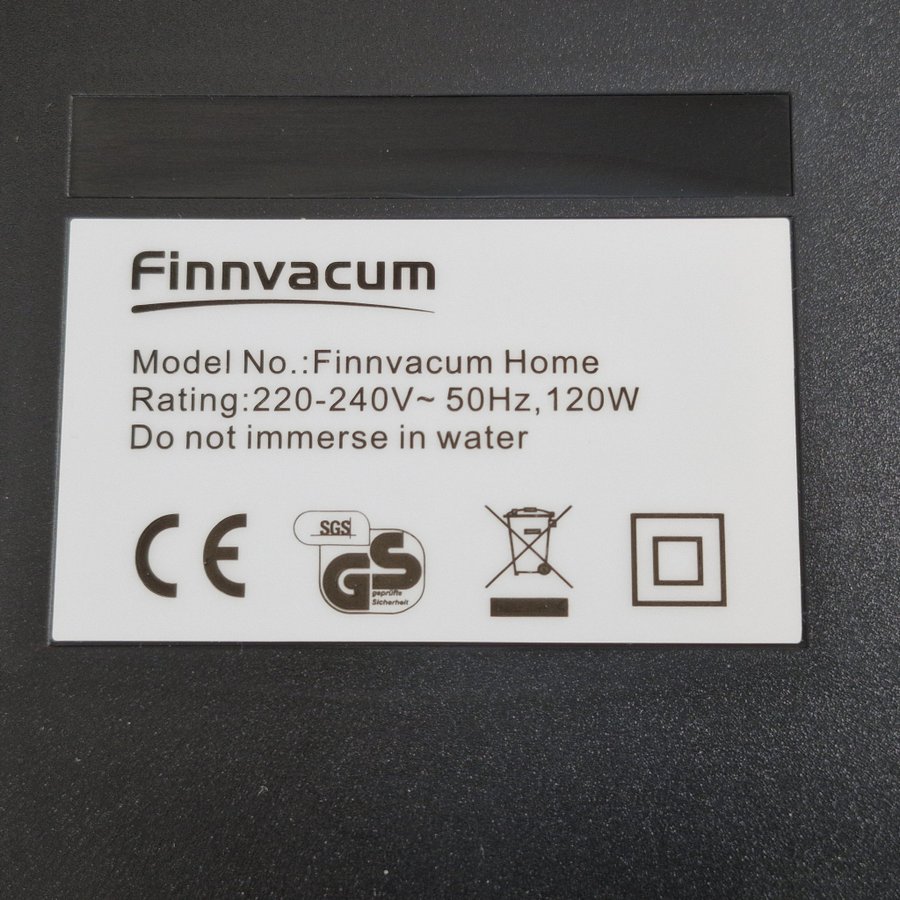 Finnvacum
Model No.:Finnvacum Home
Rating:220-240V~ 50Hz,120W
Do not immerse in water
CE
SGS
GS
geprüfte
Sicherheit